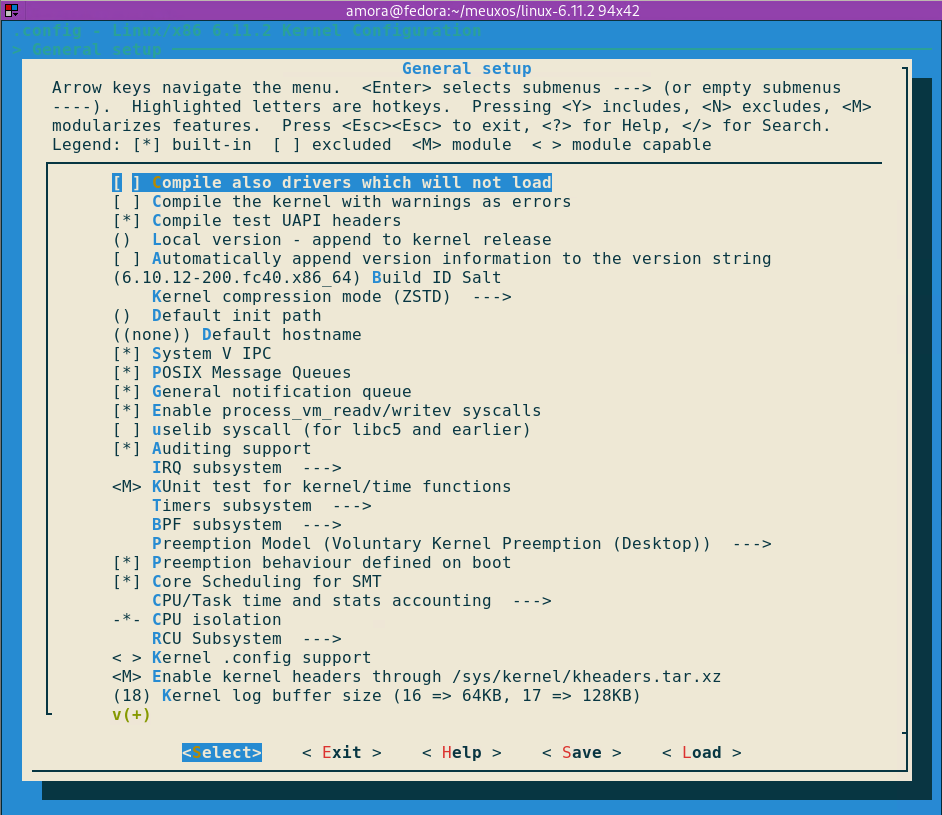 amora@fedora:~/meuxos/linux-6.11.2 94x42
.config - Linux/x86 6.11.2 Kernel Configuration
> General setup
General setup
Arrow keys navigate the menu.  <Enter> selects submenus ---> (or empty submenus
----).  Highlighted letters are hotkeys.  Pressing <Y> includes, <N> excludes, <M>
modularizes features.  Press <Esc><Esc> to exit, <?> for Help, </> for Search.
Legend: [*] built-in  [ ] excluded  <M> module  < > module capable
[ ] Compile also drivers which will not load
[ ] Compile the kernel with warnings as errors
[*] Compile test UAPI headers
()  Local version - append to kernel release
[ ] Automatically append version information to the version string
(6.10.12-200.fc40.x86_64) Build ID Salt
    Kernel compression mode (ZSTD)  --->
()  Default init path
((none)) Default hostname
[*] System V IPC
[*] POSIX Message Queues
[*] General notification queue
[*] Enable process_vm_readv/writev syscalls
[ ] uselib syscall (for libc5 and earlier)
[*] Auditing support
    IRQ subsystem  --->
<M> KUnit test for kernel/time functions
    Timers subsystem  --->
    BPF subsystem  --->
    Preemption Model (Voluntary Kernel Preemption (Desktop))  --->
[*] Preemption behaviour defined on boot
[*] Core Scheduling for SMT
    CPU/Task time and stats accounting  --->
-*- CPU isolation
    RCU Subsystem  --->
< > Kernel .config support
<M> Enable kernel headers through /sys/kernel/kheaders.tar.xz
(18) Kernel log buffer size (16 => 64KB, 17 => 128KB)
v(+)
<Select>    < Exit >    < Help >    < Save >    < Load >